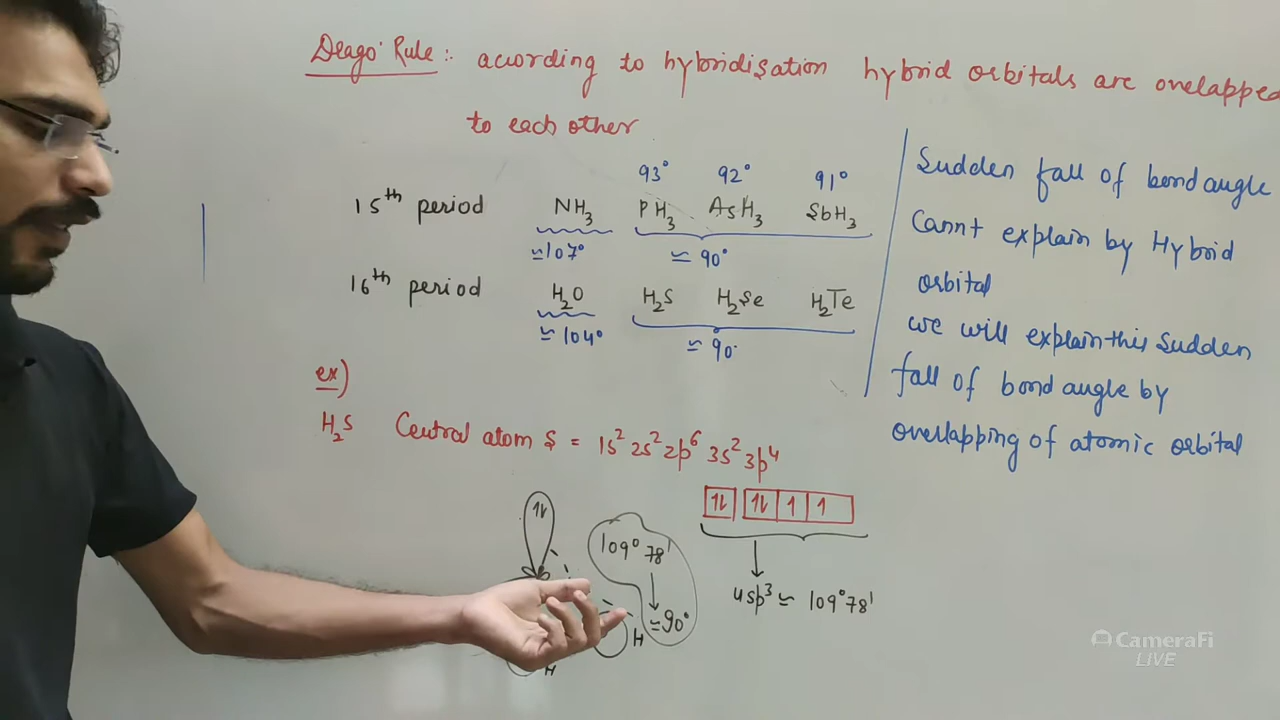 Deago' Rule :- according to hybridisation hybrid orbitals are overlapped
to each other
15th period NH3 PH3 AsH3 SbH3
93° 92° 91°
≃107° ≃ 90°
16th period H2O H2S H2Se H2Te
≃ 104° ≃ 90°
Sudden fall of bond angle
Cannt explain by Hybrid
orbital
we will explain this sudden
fall of bond angle by
overlapping of atomic orbital
ex)
H2S Central atom S = 1s2 2s2 2p6 3s2 3p4
1L 1L 1 1
4sp3 ≃ 109°78'
1L
109°78'
≃90°
H
H
CameraFi
LIVE